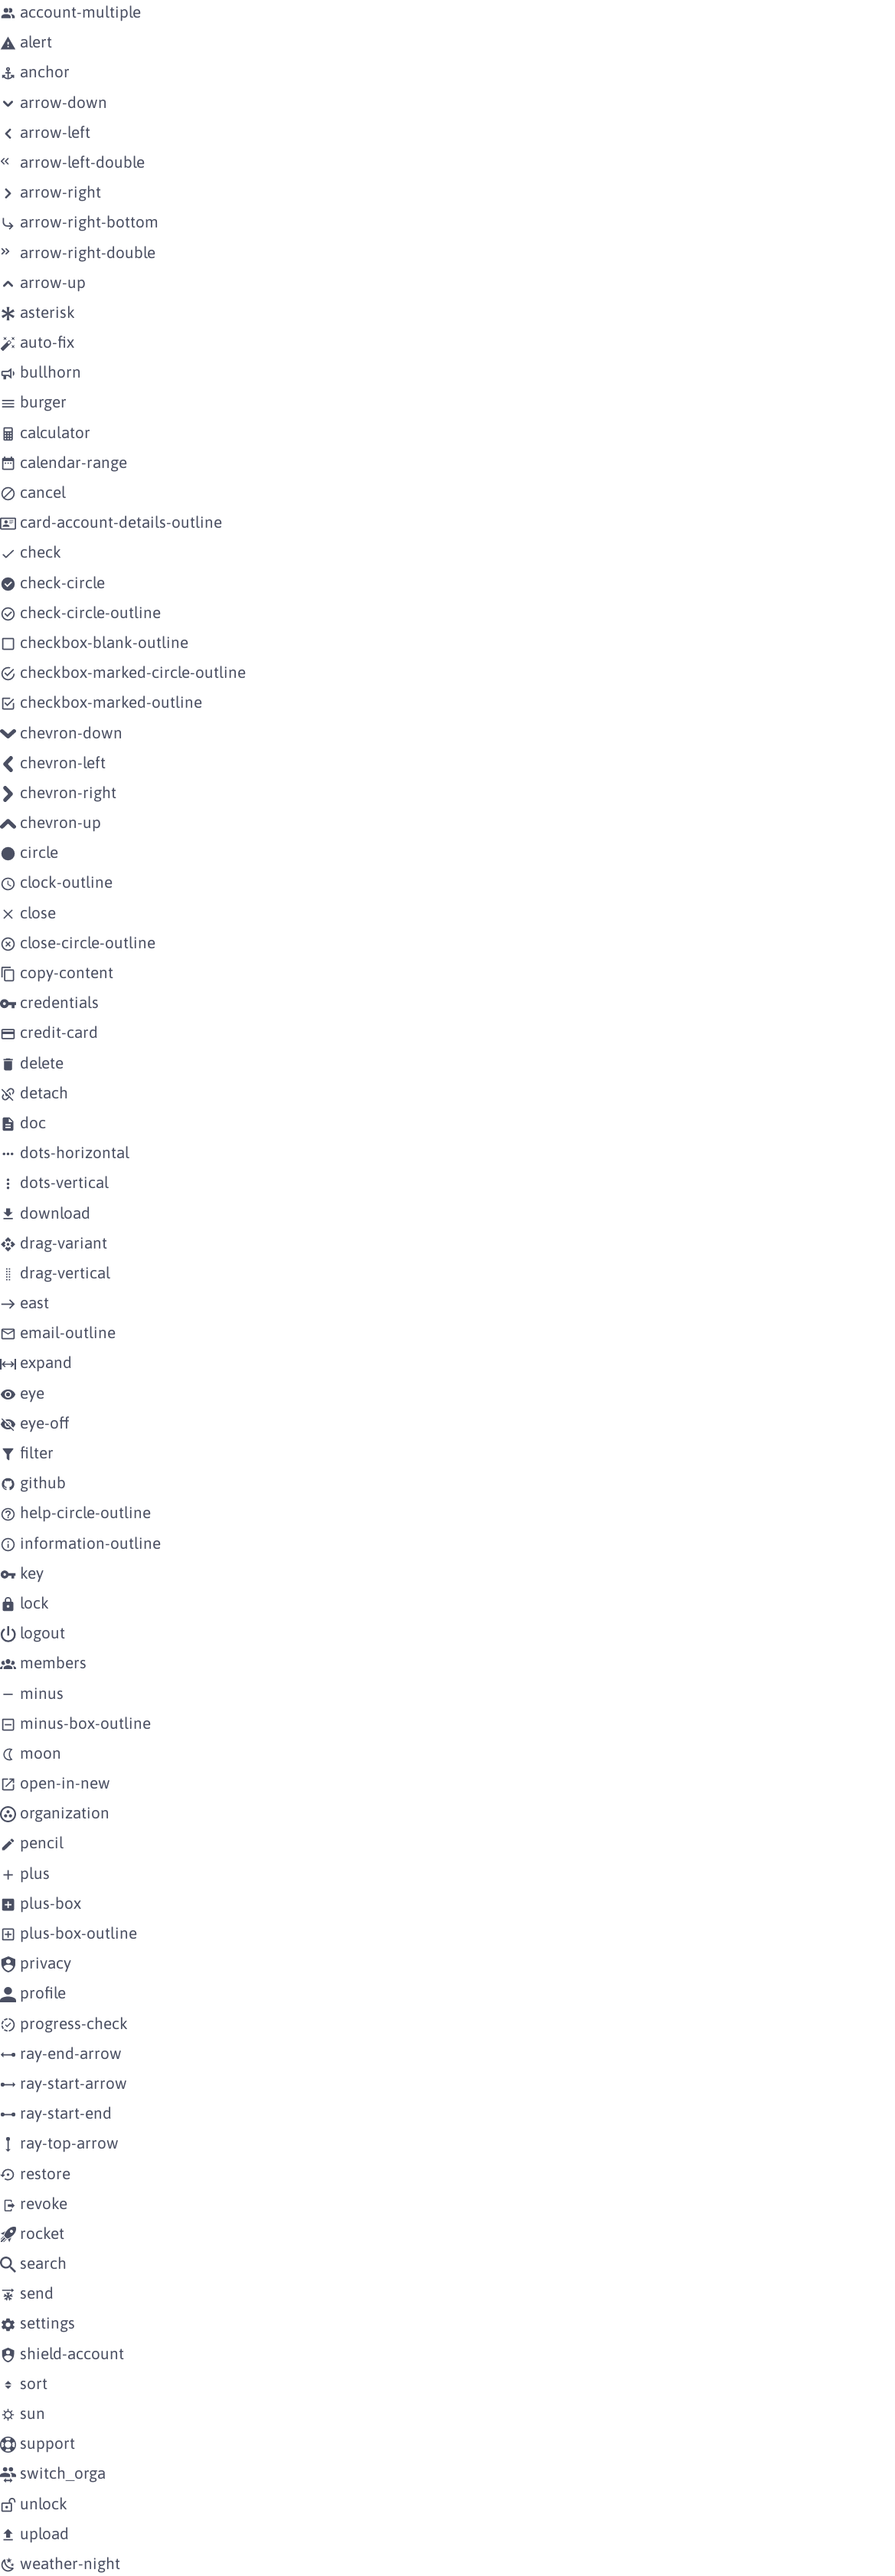 account-multiple
alert
anchor
arrow-down
arrow-left
arrow-left-double
arrow-right
arrow-right-bottom
arrow-right-double
arrow-up
asterisk
auto-fix
bullhorn
burger
calculator
calendar-range
cancel
card-account-details-outline
check
check-circle
check-circle-outline
checkbox-blank-outline
checkbox-marked-circle-outline
checkbox-marked-outline
chevron-down
chevron-left
chevron-right
chevron-up
circle
clock-outline
close
close-circle-outline
copy-content
credentials
credit-card
delete
detach
doc
dots-horizontal
dots-vertical
download
drag-variant
drag-vertical
east
email-outline
expand
eye
eye-off
filter
github
help-circle-outline
information-outline
key
lock
logout
members
minus
minus-box-outline
moon
open-in-new
organization
pencil
plus
plus-box
plus-box-outline
privacy
profile
progress-check
ray-end-arrow
ray-start-arrow
ray-start-end
ray-top-arrow
restore
revoke
rocket
search
send
settings
shield-account
sort
sun
support
switch_orga
unlock
upload
weather-night